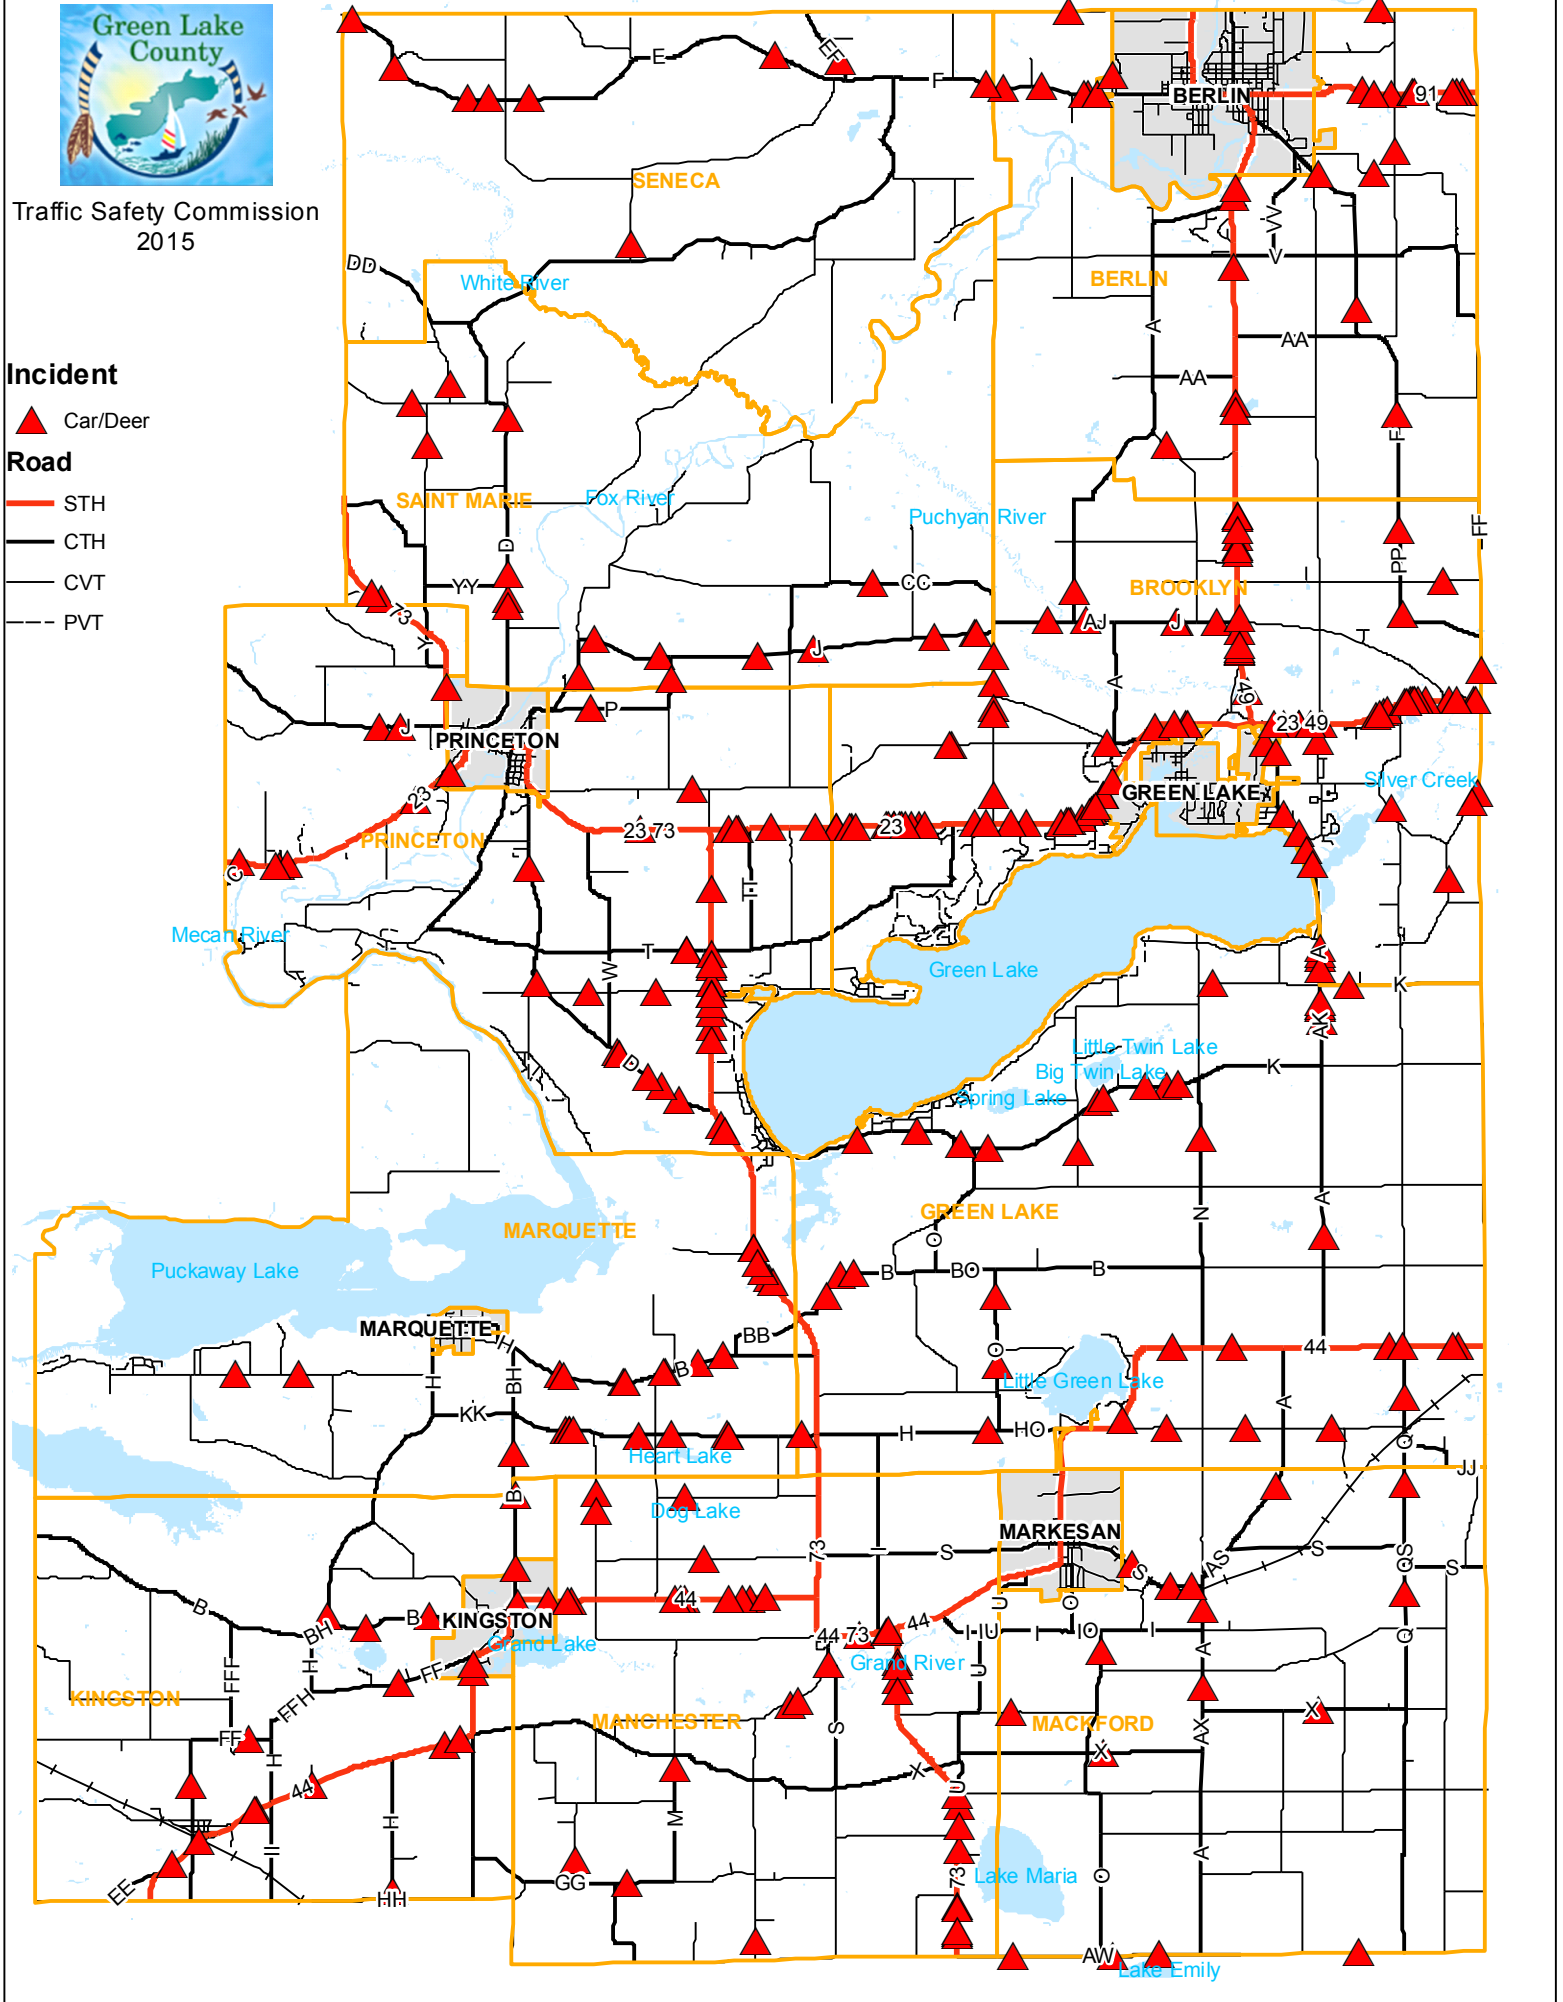 Green Lake
County
Traffic Safety Commission
2015
Incident
Car/Deer
Road
STH
CTH
CVT
PVT
E
EF
F
BERLIN
91
SENECA
VV
DD
White River
V
BERLIN
A
AA
AA
F
SAINT MARIE
Fox River
Puchyan River
FF
D
PP
YY
CC
BROOKLYN
73
AJ
J
Y
J
A
49
P
J
PRINCETON
23 49
Silver Creek
GREEN LAKE
23
23 73
23
PRINCETON
C
TT
Mecan River
T
A
W
Green Lake
K
AK
Little Twin Lake
D
Big Twin Lake
K
Spring Lake
N
A
GREEN LAKE
MARQUETTE
O
Puckaway Lake
B
BO
B
MARQUETTE
H
BB
O
44
B
Little Green Lake
H
BH
A
KK
H
HO
Q
Heart Lake
JJ
B
Dog Lake
MARKESAN
73
I
S
S
QS
S
AS
S
44
B
B
KINGSTON
U
O
BH
44
44 73
I
IU
I
IO
I
Q
Grand Lake
Grand River
FF
H
FF
U
A
FFH
KINGSTON
MANCHESTER
S
MACKFORD
X
AX
FF
H
X
X
44
U
H
M
II
A
73
O
Lake Maria
GG
EE
HH
AW
Lake Emily